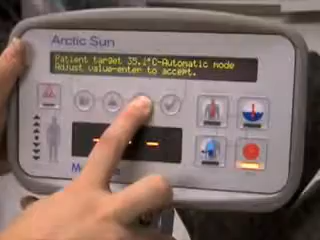 Arctic Sun
Patient target 35.1°C-Automatic mode
Adjust value-enter to accept.